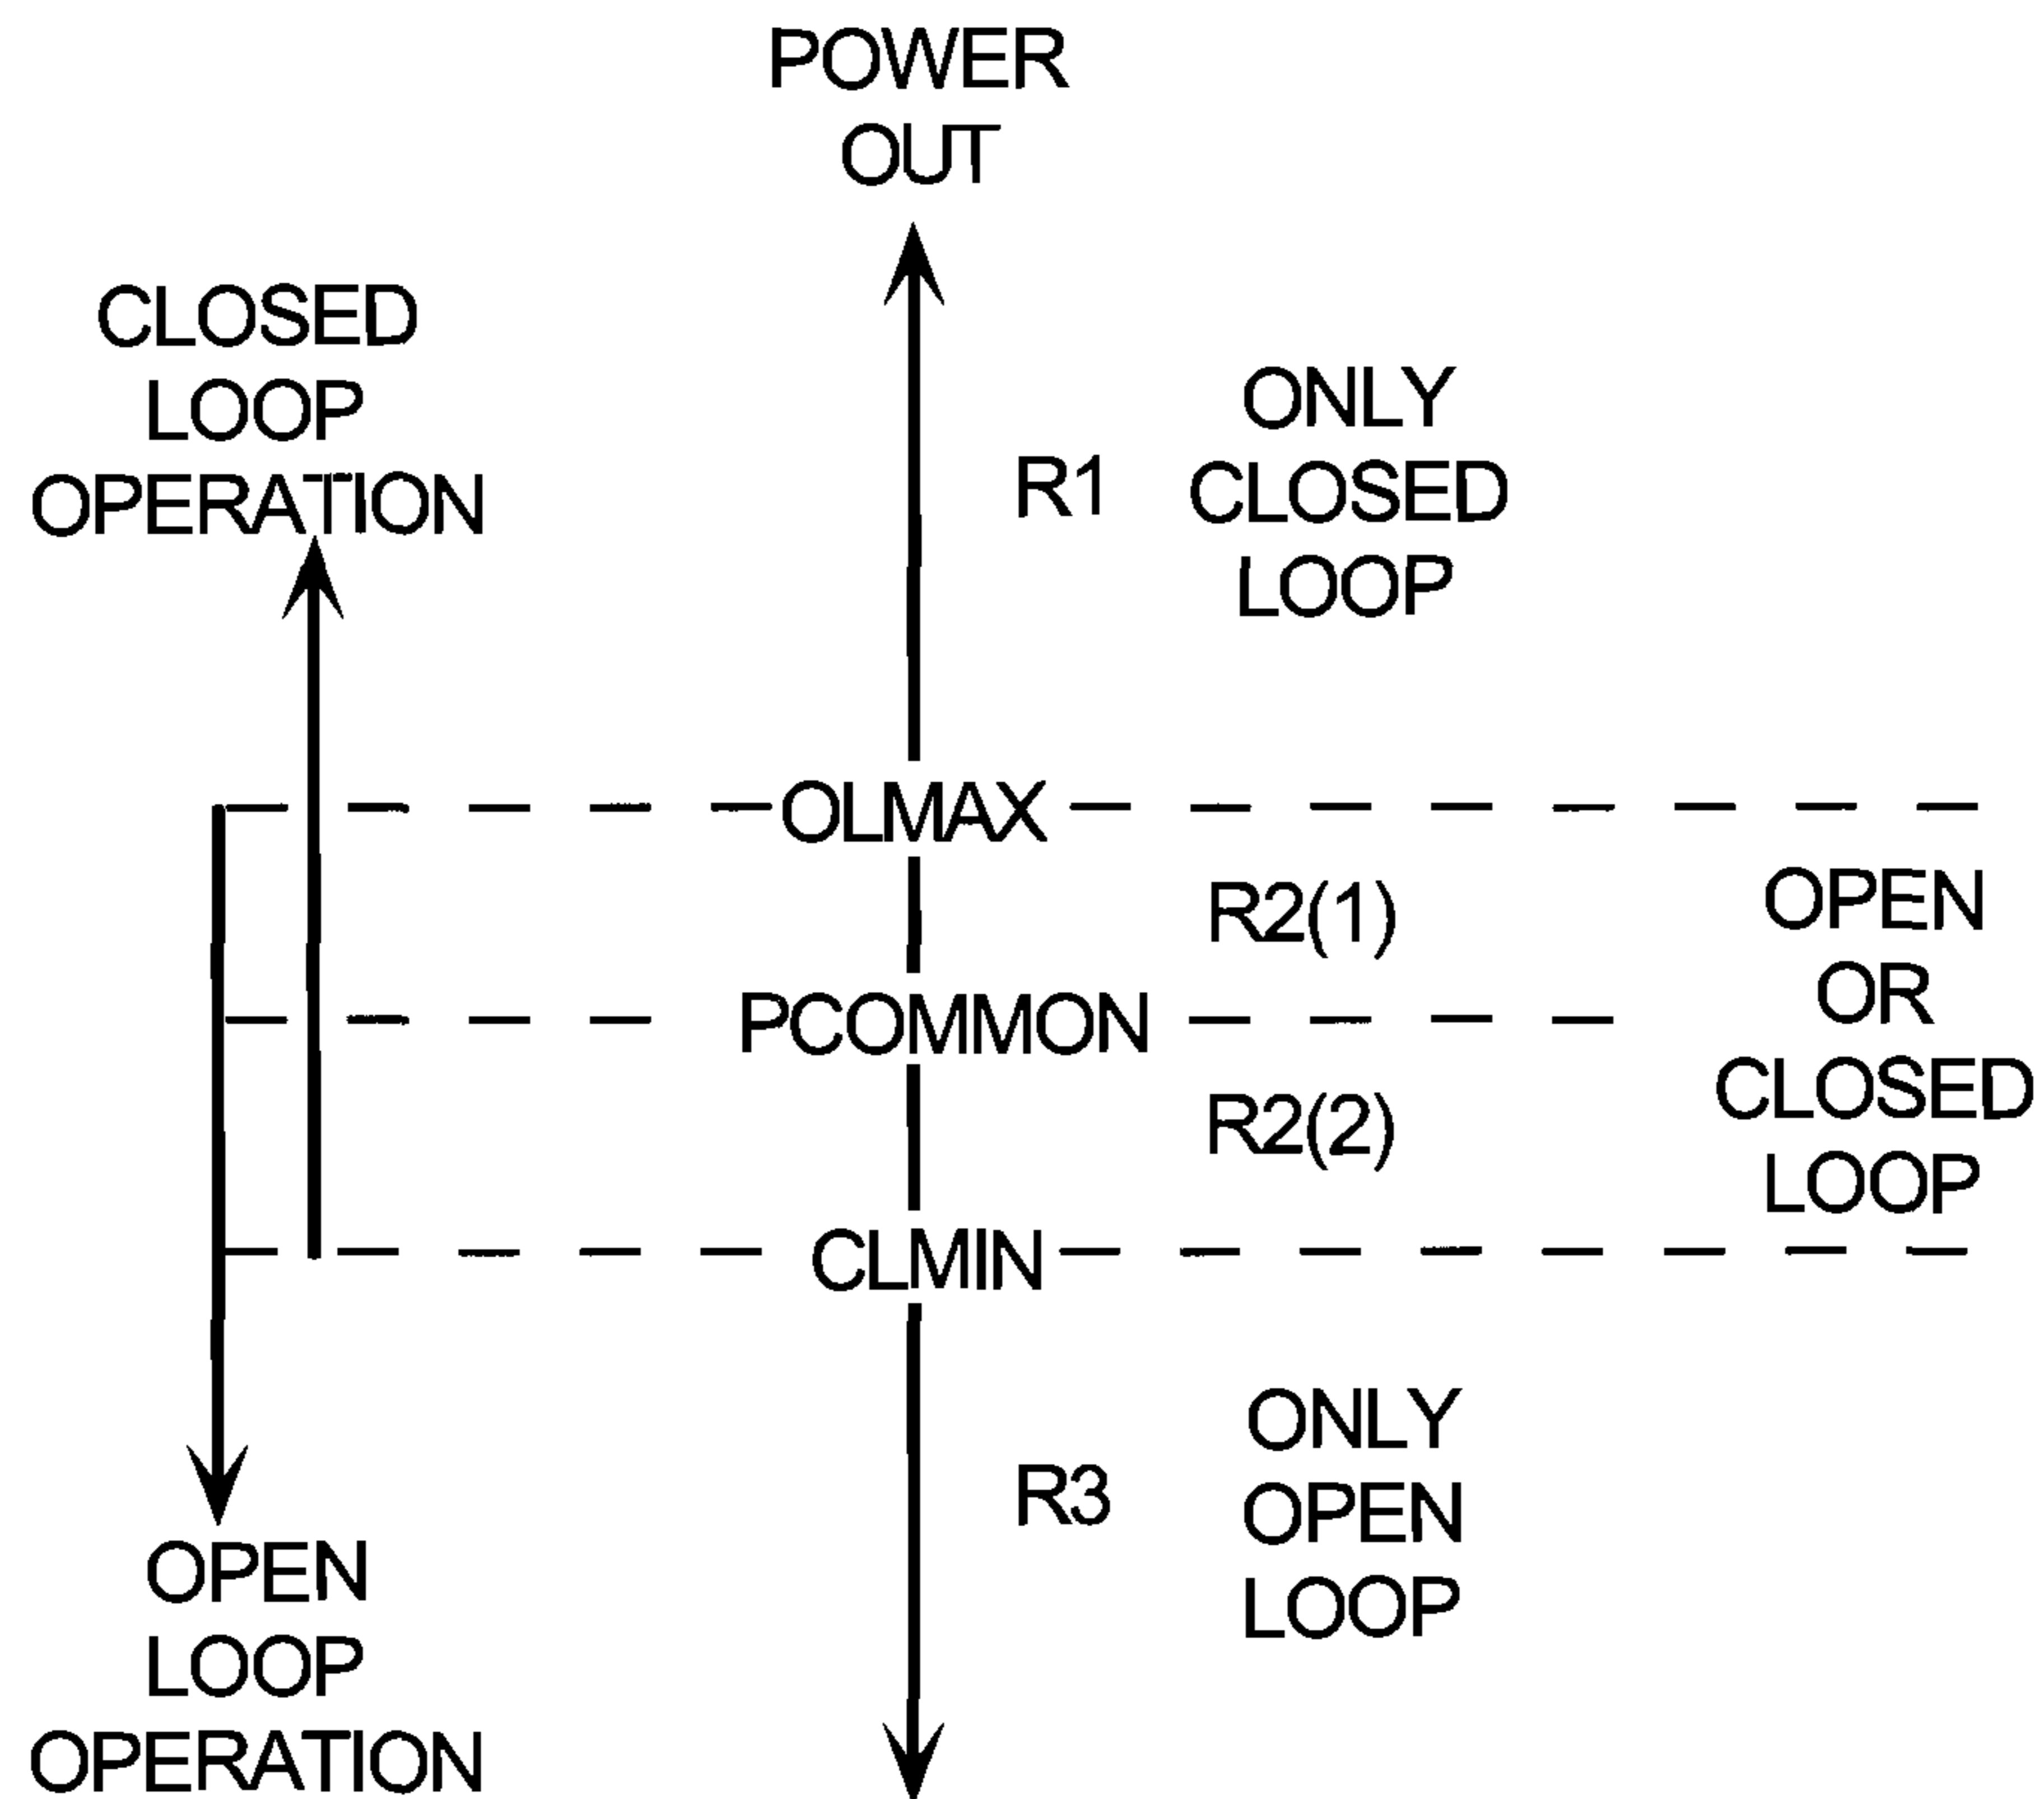 POWER
OUT
CLOSED
LOOP
OPERATION
R1
ONLY
CLOSED
LOOP
OLMAX
R2(1)
PCOMMON
R2(2)
OPEN
OR
CLOSED
LOOP
CLMIN
R3
ONLY
OPEN
LOOP
OPEN
LOOP
OPERATION